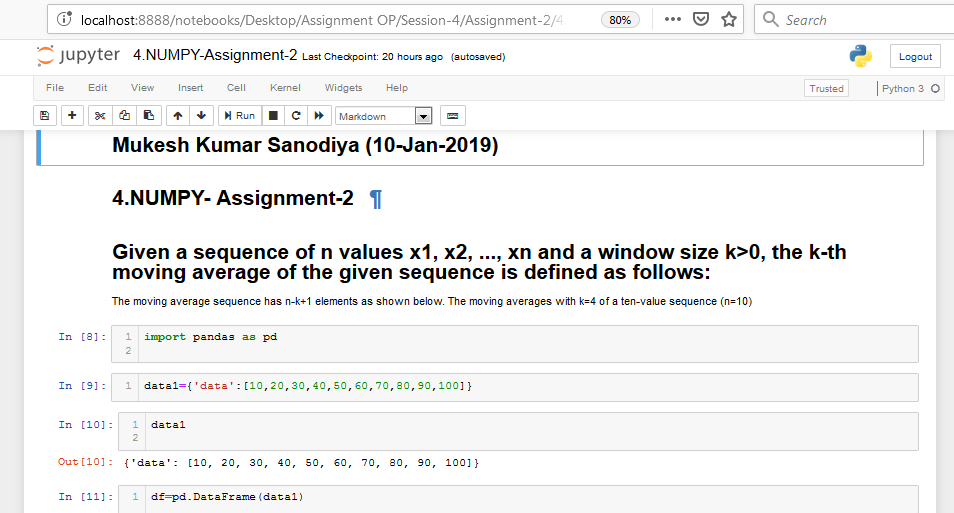 localhost:8888/notebooks/Desktop/Assignment OP/Session-4/Assignment-2/4
80%
Search
jupyter 4.NUMPY-Assignment-2 Last Checkpoint: 20 hours ago (autosaved)
Logout
File Edit View Insert Cell Kernel Widgets Help
Trusted
Python 3
Run
Markdown
Mukesh Kumar Sanodiya (10-Jan-2019)
4.NUMPY- Assignment-2 ¶
Given a sequence of n values x1, x2, ..., xn and a window size k>0, the k-th
moving average of the given sequence is defined as follows:
The moving average sequence has n-k+1 elements as shown below. The moving averages with k=4 of a ten-value sequence (n=10)
In [8]: 1 import pandas as pd
2
In [9]: 1 data1={'data':[10,20,30,40,50,60,70,80,90,100]}
In [10]: 1 data1
2
Out[10]: {'data': [10, 20, 30, 40, 50, 60, 70, 80, 90, 100]}
In [11]: 1 df=pd.DataFrame(data1)